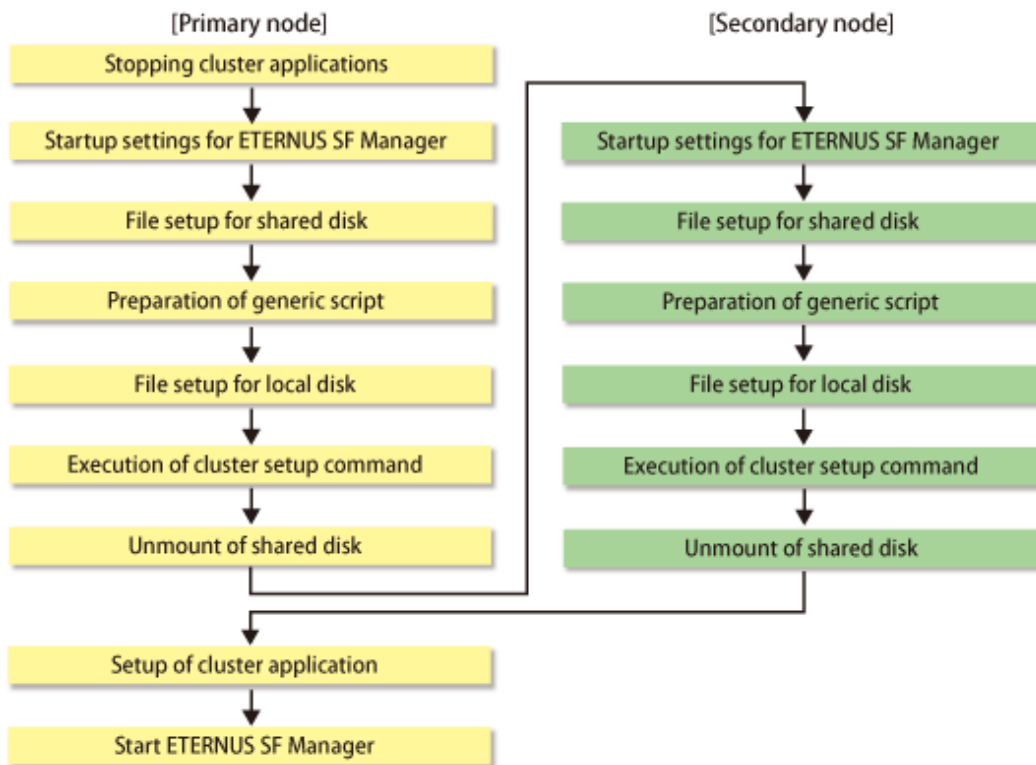 [Primary node]
Stopping cluster applications
Startup settings for ETERNUS SF Manager
File setup for shared disk
Preparation of generic script
File setup for local disk
Execution of cluster setup command
Unmount of shared disk
[Secondary node]
Startup settings for ETERNUS SF Manager
File setup for shared disk
Preparation of generic script
File setup for local disk
Execution of cluster setup command
Unmount of shared disk
Setup of cluster application
Start ETERNUS SF Manager